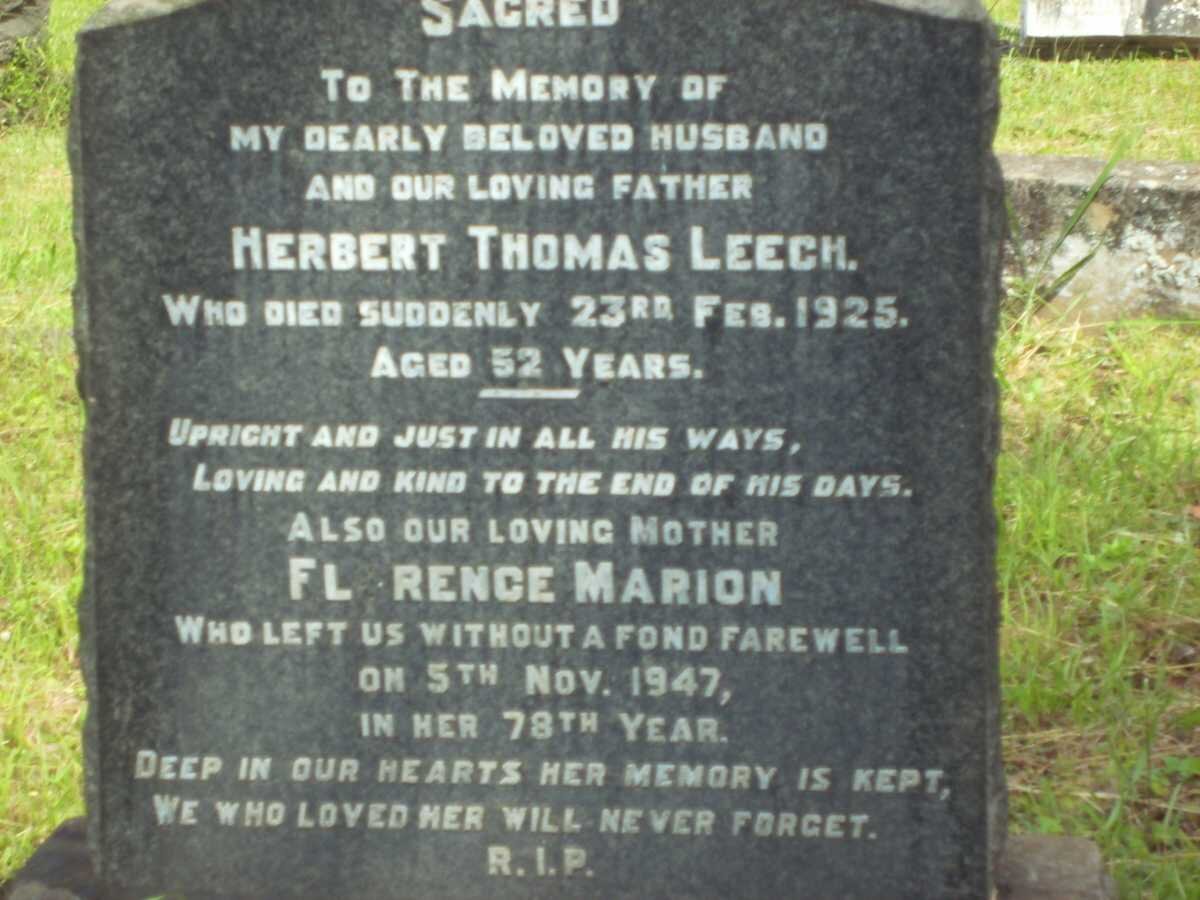 SACRED
TO THE MEMORY OF
MY DEARLY BELOVED HUSBAND
AND OUR LOVING FATHER
HERBERT THOMAS LEECH.
WHO DIED SUDDENLY 23RD FEB. 1925.
AGED 52 YEARS.
UPRIGHT AND JUST IN ALL HIS WAYS,
LOVING AND KIND TO THE END OF HIS DAYS.
ALSO OUR LOVING MOTHER
FL RENCE MARION
WHO LEFT US WITHOUT A FOND FAREWELL
ON 5TH NOV. 1947,
IN HER 78TH YEAR.
DEEP IN OUR HEARTS HER MEMORY IS KEPT,
WE WHO LOVED HER WILL NEVER FORGET.
R.I.P.